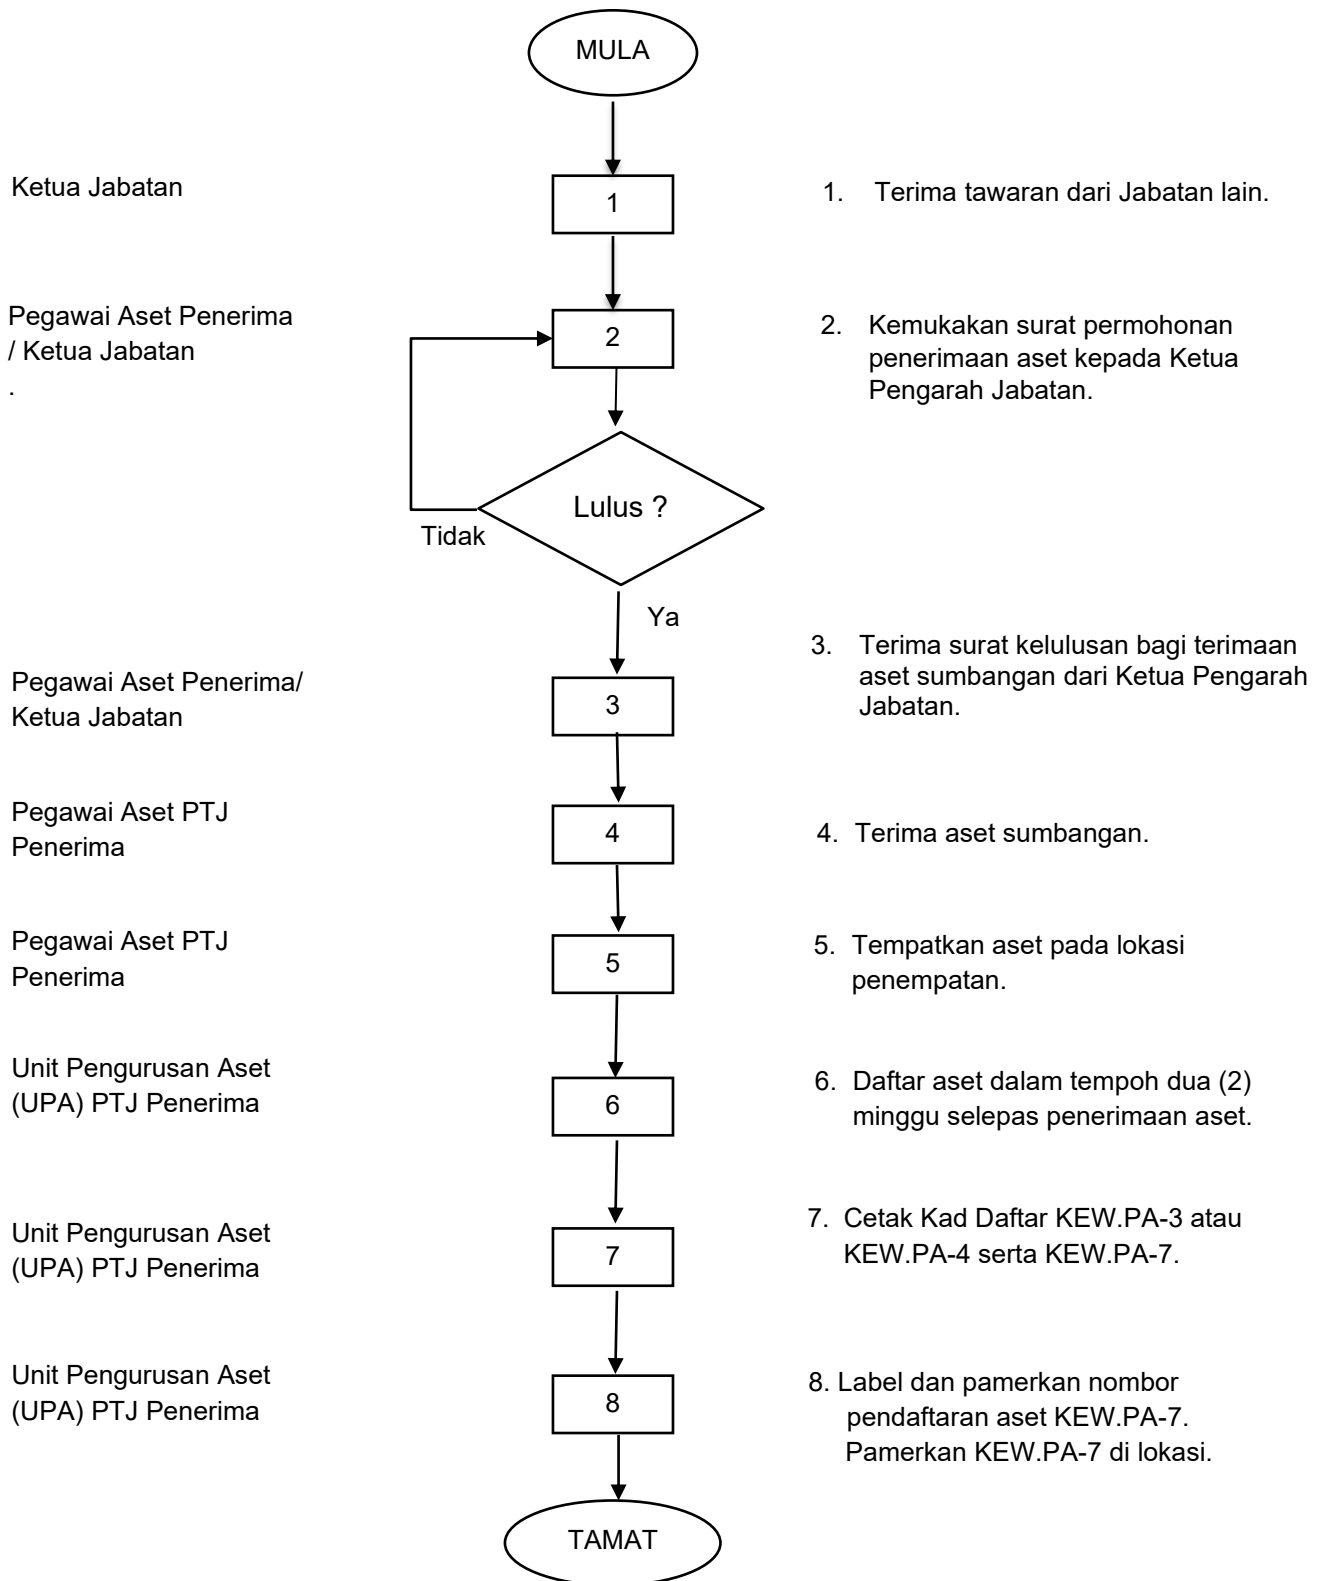 MULA
Ketua Jabatan
1
1. Terima tawaran dari Jabatan lain.
Pegawai Aset Penerima
/ Ketua Jabatan
.
2
2. Kemukakan surat permohonan
penerimaan aset kepada Ketua
Pengarah Jabatan.
Lulus ?
Tidak
Ya
Pegawai Aset Penerima/
Ketua Jabatan
3
3. Terima surat kelulusan bagi terimaan
aset sumbangan dari Ketua Pengarah
Jabatan.
Pegawai Aset PTJ
Penerima
4
4. Terima aset sumbangan.
Pegawai Aset PTJ
Penerima
5
5. Tempatkan aset pada lokasi
penempatan.
Unit Pengurusan Aset
(UPA) PTJ Penerima
6
6. Daftar aset dalam tempoh dua (2)
minggu selepas penerimaan aset.
Unit Pengurusan Aset
(UPA) PTJ Penerima
7
7. Cetak Kad Daftar KEW.PA-3 atau
KEW.PA-4 serta KEW.PA-7.
Unit Pengurusan Aset
(UPA) PTJ Penerima
8
8. Label dan pamerkan nombor
pendaftaran aset KEW.PA-7.
Pamerkan KEW.PA-7 di lokasi.
TAMAT